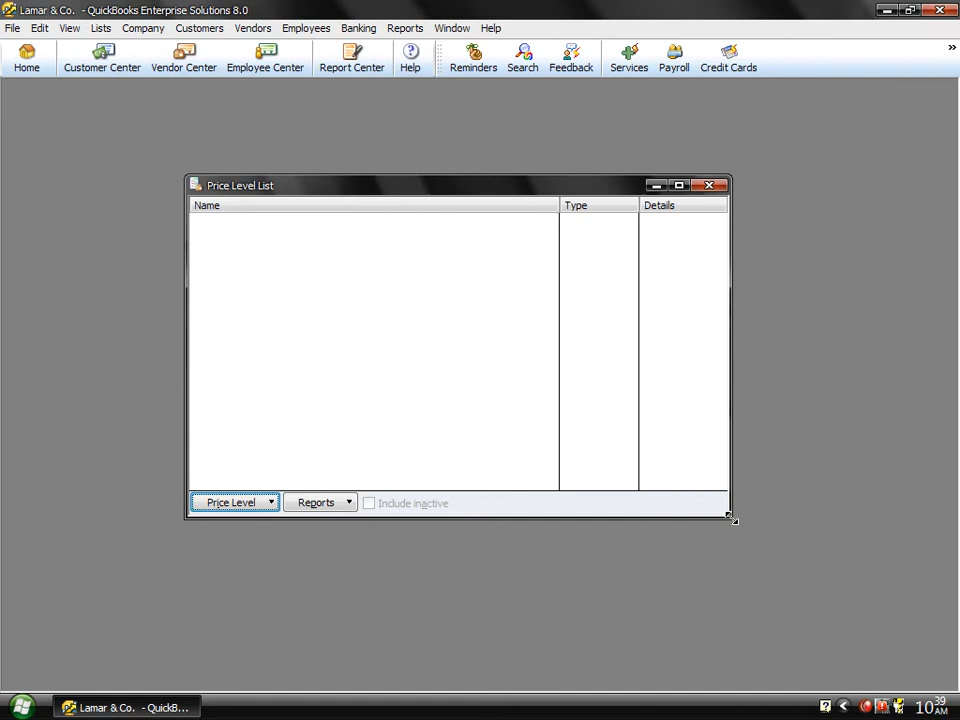 Lamar & Co. - QuickBooks Enterprise Solutions 8.0
File Edit View Lists Company Customers Vendors Employees Banking Reports Window Help
Home Customer Center Vendor Center Employee Center Report Center Help Reminders Search Feedback Services Payroll Credit Cards »
Price Level List
Name Type Details
Price Level Reports Include inactive
Lamar & Co. - QuickB... 10:39 AM